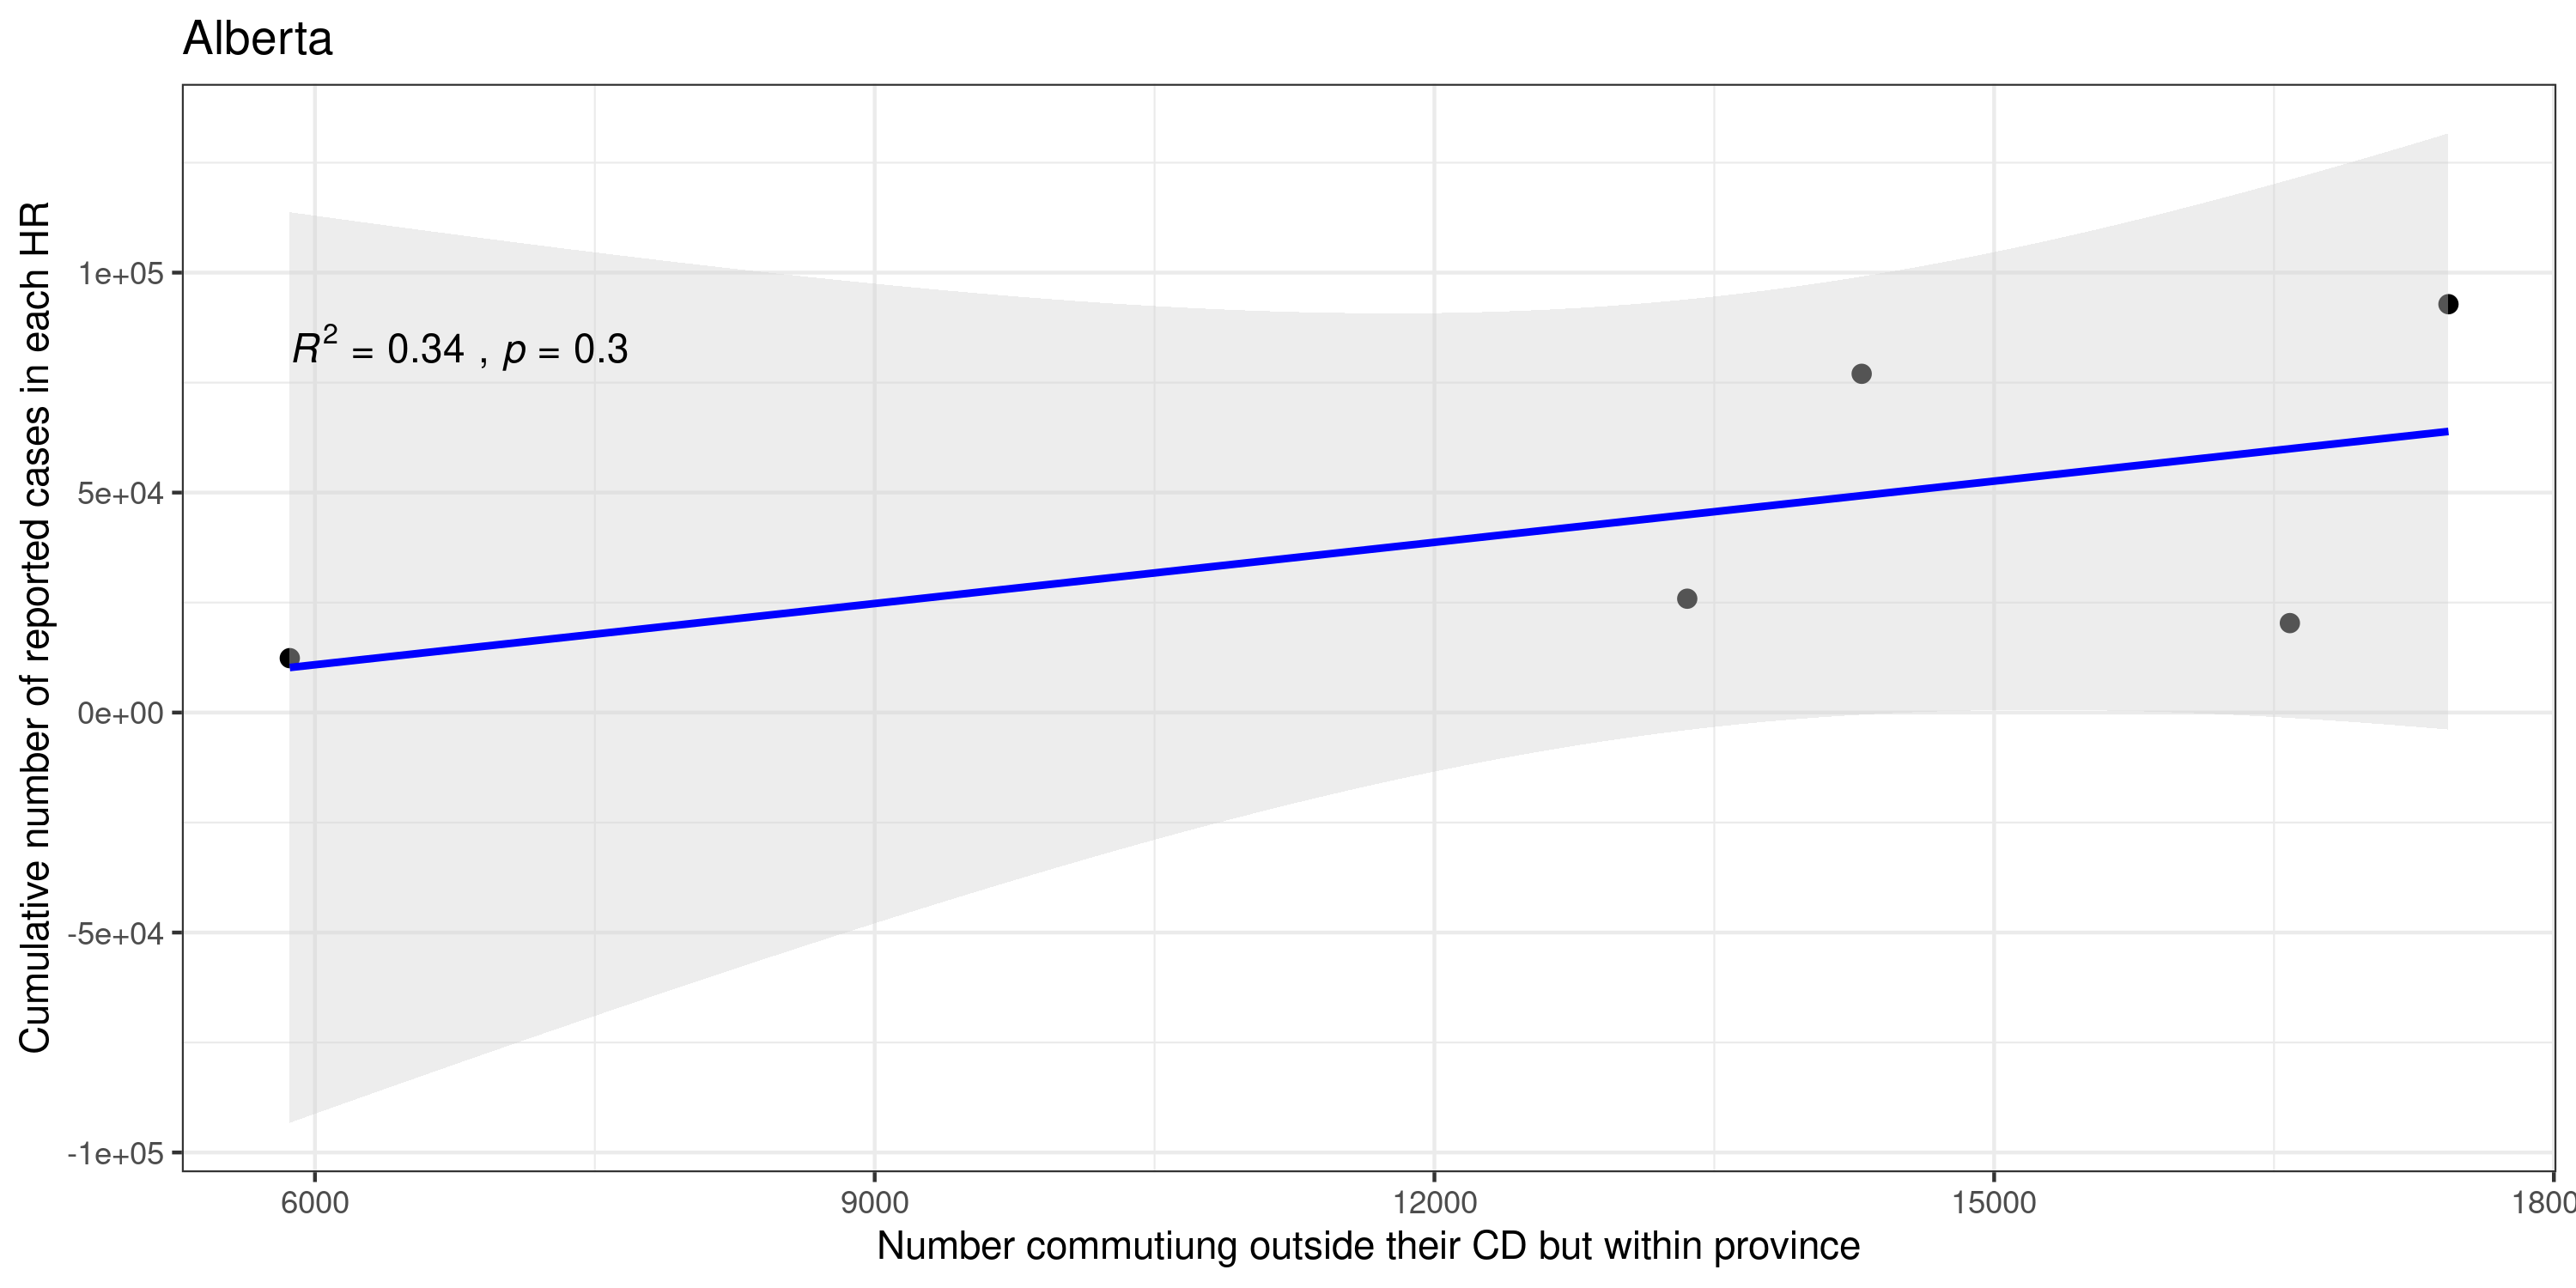 Alberta
Cumulative number of reported cases in each HR
1e+05
R² = 0.34 , p = 0.3
5e+04
0e+00
-5e+04
-1e+05
6000
9000
12000
15000
1800
Number commutiung outside their CD but within province